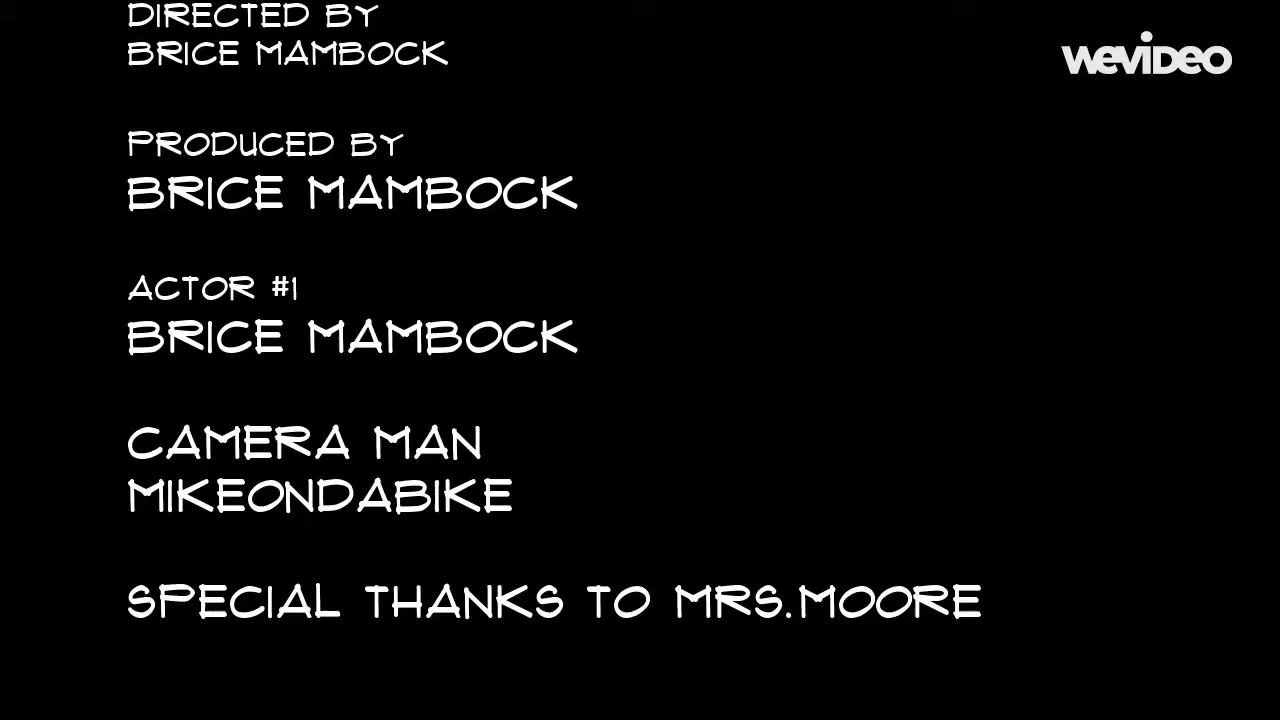 DIRECTED BY
BRICE MAMBOCK
wevideo
PRODUCED BY
BRICE MAMBOCK
ACTOR #1
BRICE MAMBOCK
CAMERA MAN
MIKEONDABIKE
SPECIAL THANKS TO MRS.MOORE